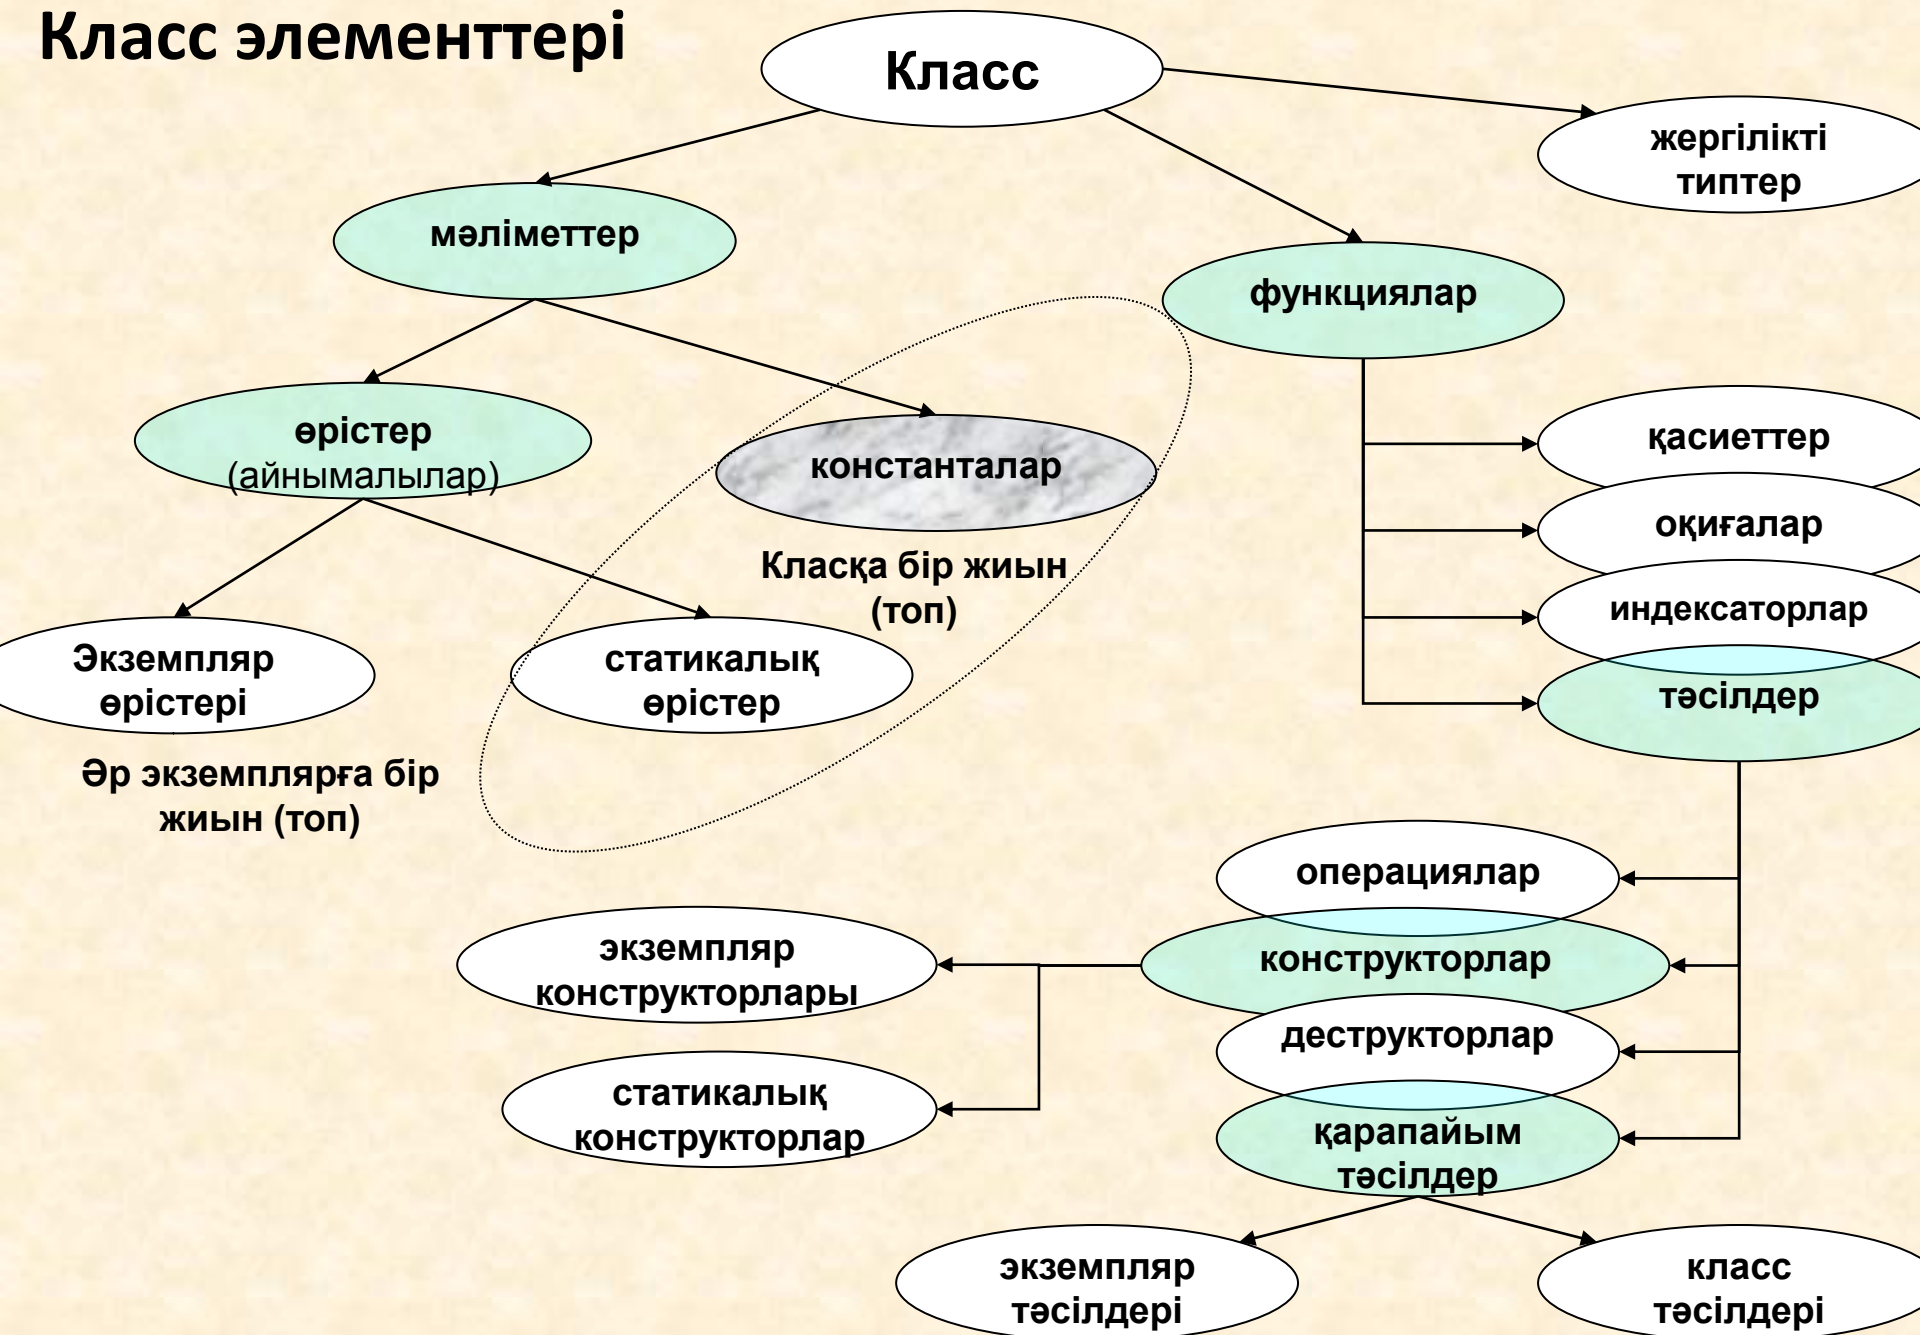 Класс элементтері
Класс
жергілікті
типтер
мәліметтер
функциялар
өрістер
(айнымалылар)
константалар
қасиеттер
оқиғалар
индексаторлар
тәсілдер
Класқа бір жиын
(топ)
Экземпляр
өрістері
статикалық
өрістер
Әр экземплярға бір
жиын (топ)
операциялар
конструкторлар
деструкторлар
қарапайым
тәсілдер
экземпляр
конструкторлары
статикалық
конструкторлар
экземпляр
тәсілдері
класс
тәсілдері